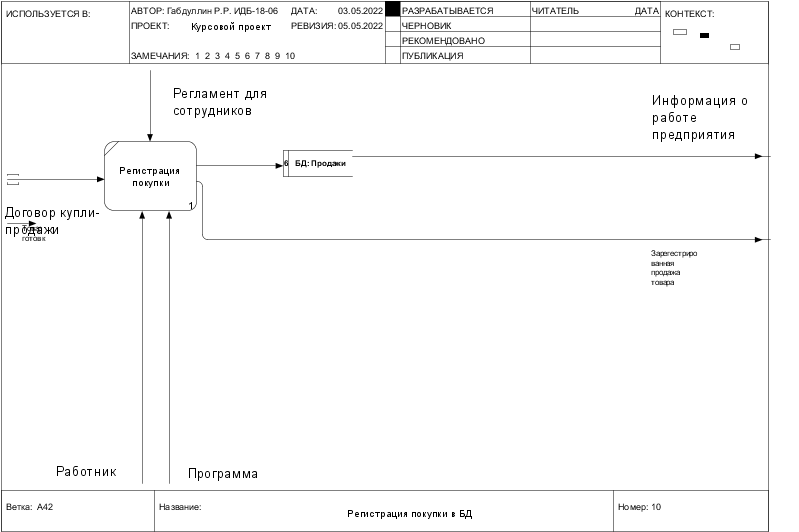 ИСПОЛЬЗУЕТСЯ В:
АВТОР: Габдуллин Р.Р. ИДБ-18-06 ДАТА: 03.05.2022
ПРОЕКТ: Курсовой проект РЕВИЗИЯ: 05.05.2022
ЗАМЕЧАНИЯ: 1 2 3 4 5 6 7 8 9 10
РАЗРАБАТЫВАЕТСЯ
ЧЕРНОВИК
РЕКОМЕНДОВАНО
ПУБЛИКАЦИЯ
ЧИТАТЕЛЬ ДАТА
КОНТЕКСТ:
Регламент для
сотрудников
Информация о
работе
предприятия
Регистрация
покупки
1
6 БД: Продажи
Договор купли-
продажи
готовк
Зарегестриро
ванная
продажа
товара
Работник
Программа
Ветка: A42
Название:
Регистрация покупки в БД
Номер: 10